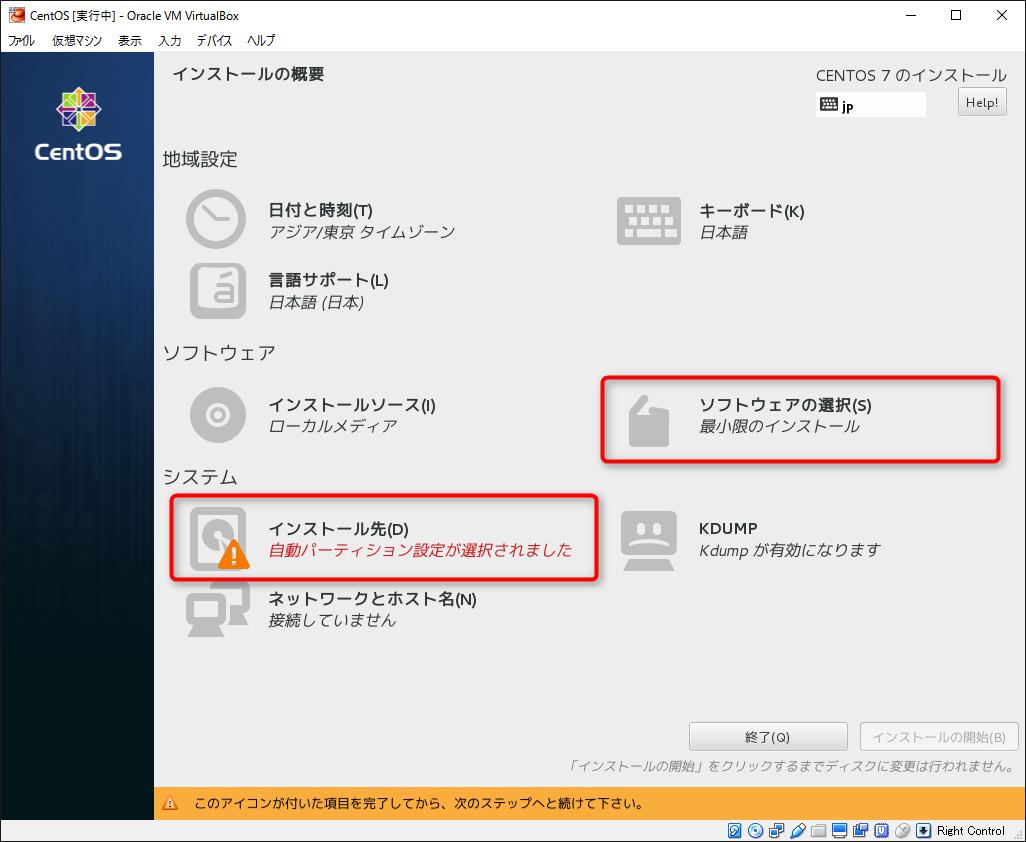 CentOS [実行中] - Oracle VM VirtualBox
ファイル 仮想マシン 表示 入力 デバイス ヘルプ
インストールの概要
CENTOS 7 のインストール
jp
Help!
CentOS
地域設定
日付と時刻(T)
アジア/東京 タイムゾーン
キーボード(K)
日本語
言語サポート(L)
日本語 (日本)
ソフトウェア
インストールソース(I)
ローカルメディア
ソフトウェアの選択(S)
最小限のインストール
システム
インストール先(D)
自動パーティション設定が選択されました
KDUMP
Kdump が有効になります
ネットワークとホスト名(N)
接続していません
終了(Q)
インストールの開始(B)
「インストールの開始」をクリックするまでディスクに変更は行われません。
このアイコンが付いた項目を完了してから、次のステップへと続けて下さい。
Right Control